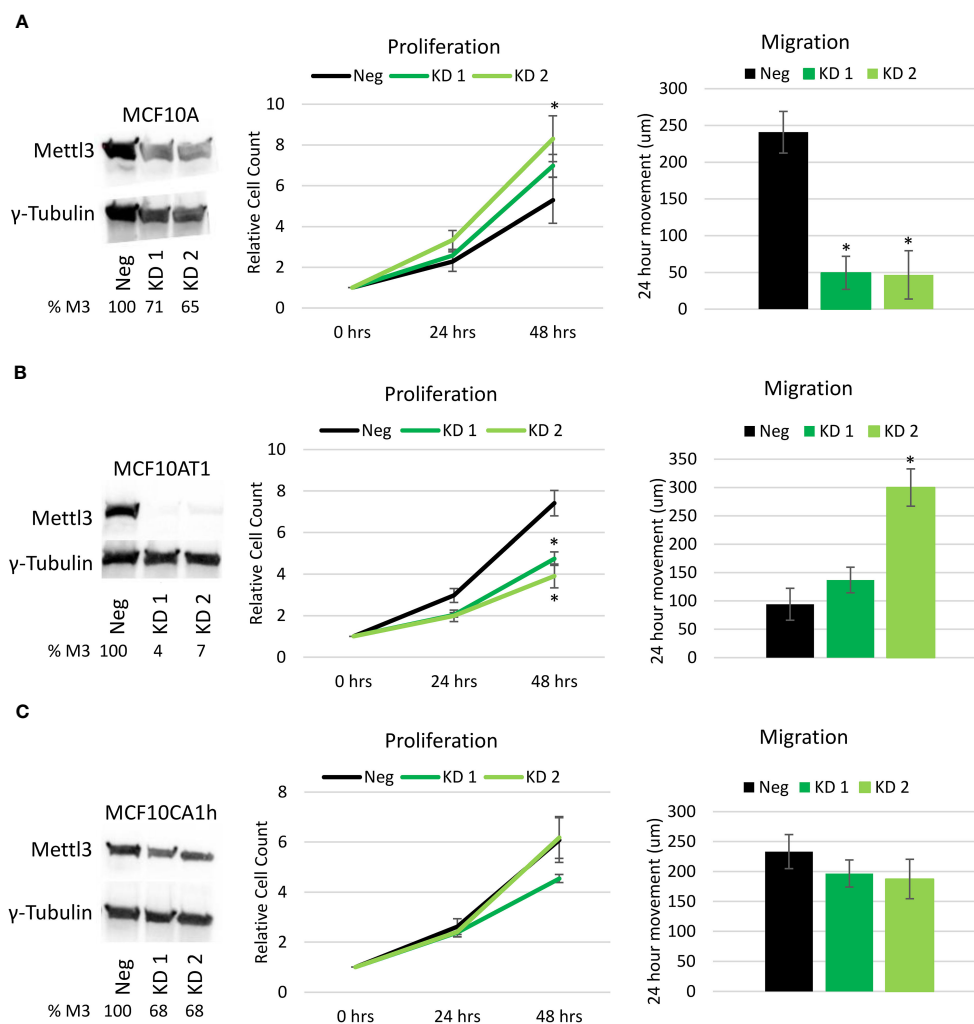 A
MCF10A
Mettl3
γ-Tubulin
Neg
KD 1
KD 2
% M3 100 71 65
Proliferation
Neg KD 1 KD 2
Relative Cell Count
10
8
6
4
2
0
*
0 hrs 24 hrs 48 hrs
Migration
Neg KD 1 KD 2
24 hour movement (um)
300
250
200
150
100
50
0
* *
B
MCF10AT1
Mettl3
γ-Tubulin
Neg
KD 1
KD 2
% M3 100 4 7
Proliferation
Neg KD 1 KD 2
Relative Cell Count
10
8
6
4
2
0
*
*
0 hrs 24 hrs 48 hrs
Migration
Neg KD 1 KD 2
24 hour movement (um)
350
300
250
200
150
100
50
0
*
C
MCF10CA1h
Mettl3
γ-Tubulin
Neg
KD 1
KD 2
% M3 100 68 68
Proliferation
Neg KD 1 KD 2
Relative Cell Count
8
6
4
2
0
0 hrs 24 hrs 48 hrs
Migration
Neg KD 1 KD 2
24 hour movement (um)
300
250
200
150
100
50
0